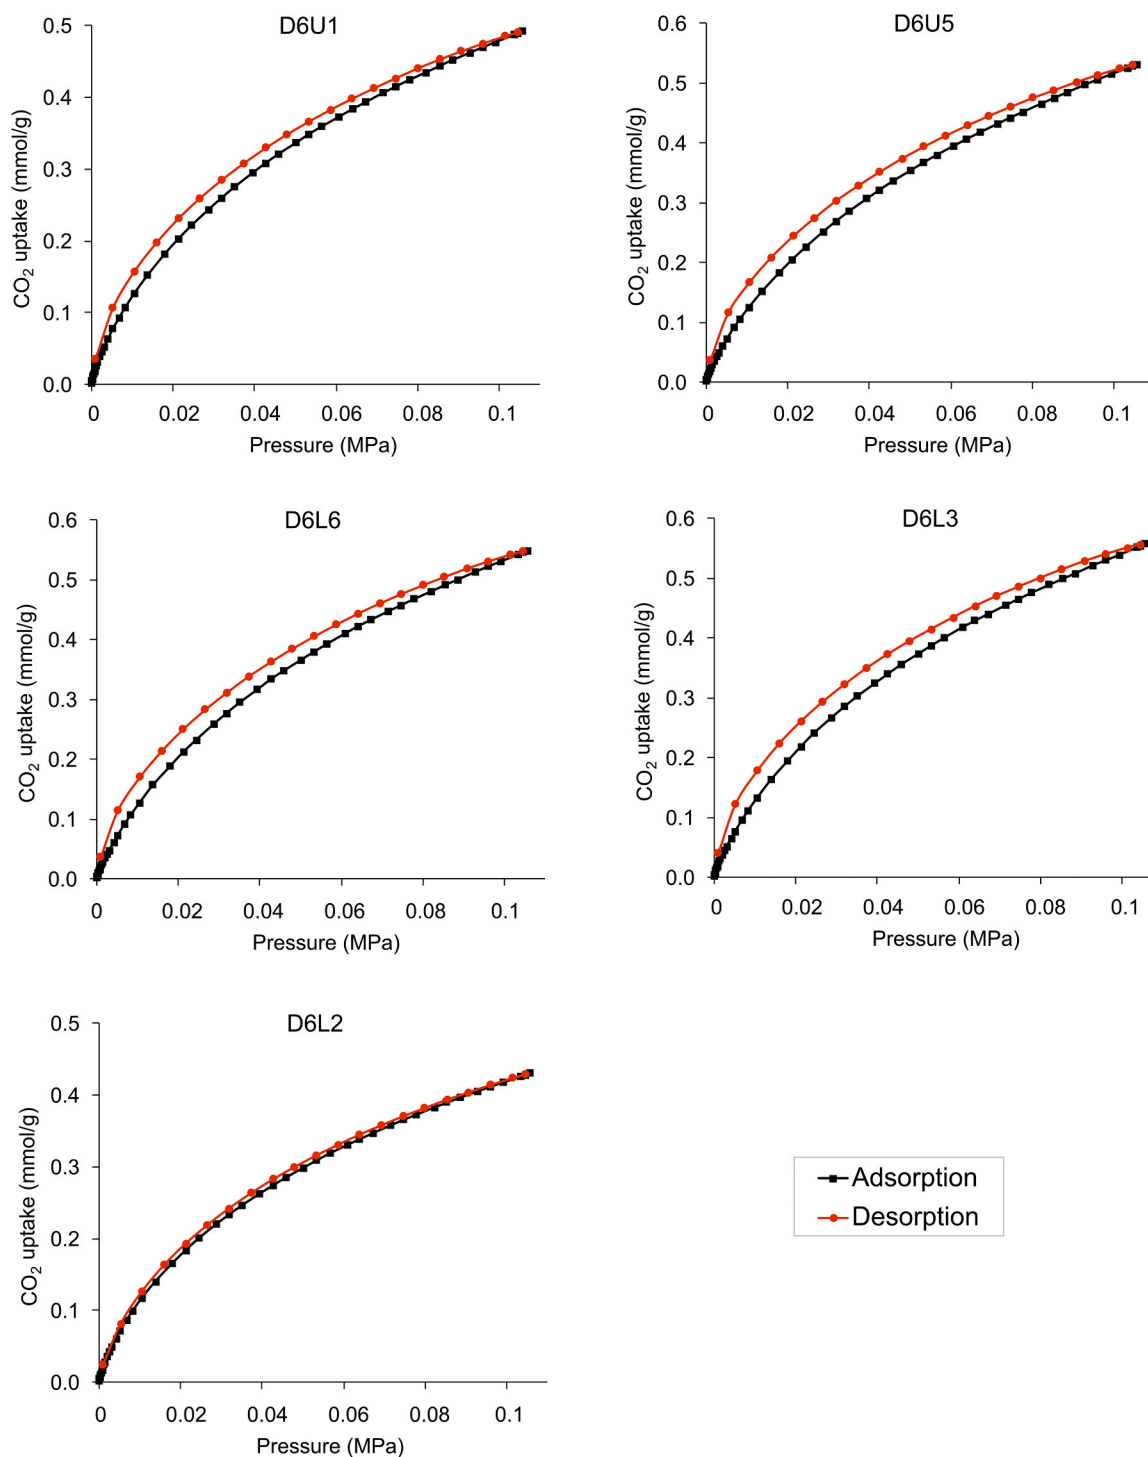 D6U1
CO₂ uptake (mmol/g)
0.5
0.4
0.3
0.2
0.1
0.0
0 0.02 0.04 0.06 0.08 0.1
Pressure (MPa)
D6U5
CO₂ uptake (mmol/g)
0.6
0.5
0.4
0.3
0.2
0.1
0.0
0 0.02 0.04 0.06 0.08 0.1
Pressure (MPa)
D6L6
CO₂ uptake (mmol/g)
0.6
0.5
0.4
0.3
0.2
0.1
0.0
0 0.02 0.04 0.06 0.08 0.1
Pressure (MPa)
D6L3
CO₂ uptake (mmol/g)
0.6
0.5
0.4
0.3
0.2
0.1
0.0
0 0.02 0.04 0.06 0.08 0.1
Pressure (MPa)
D6L2
CO₂ uptake (mmol/g)
0.5
0.4
0.3
0.2
0.1
0.0
0 0.02 0.04 0.06 0.08 0.1
Pressure (MPa)
Adsorption
Desorption